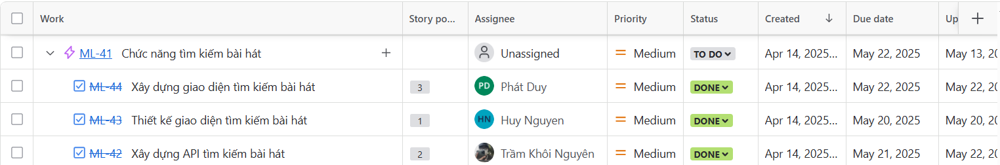 Work Story po... Assignee Priority Status Created Due date Up
ML-41 Chức năng tìm kiếm bài hát Unassigned Medium TO DO Apr 14, 2025... May 22, 2025 May 13, 20
ML-44 Xây dựng giao diện tìm kiếm bài hát 3 PD Phát Duy Medium DONE Apr 14, 2025... May 22, 2025 May 22, 20
ML-43 Thiết kế giao diện tìm kiếm bài hát 1 HN Huy Nguyen Medium DONE Apr 14, 2025... May 20, 2025 May 20, 20
ML-42 Xây dựng API tìm kiếm bài hát 2 Trầm Khôi Nguyên Medium DONE Apr 14, 2025... May 21, 2025 May 22, 20